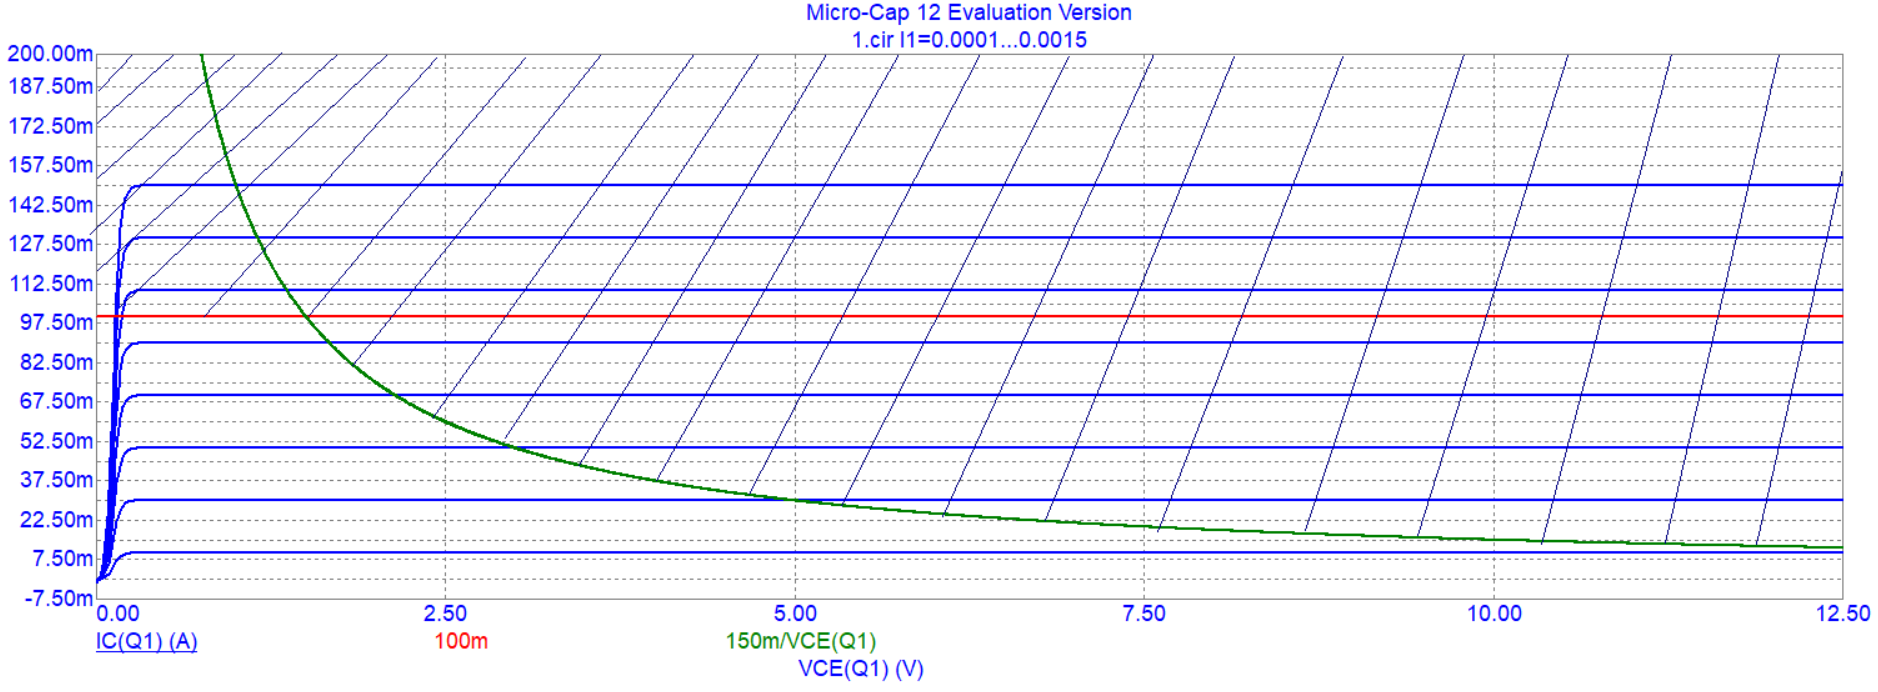 Micro-Cap 12 Evaluation Version
1.cir I1=0.0001...0.0015
200.00m
187.50m
172.50m
157.50m
142.50m
127.50m
112.50m
97.50m
82.50m
67.50m
52.50m
37.50m
22.50m
7.50m
-7.50m
0.00 2.50 5.00 7.50 10.00 12.50
IC(Q1) (A) 100m 150m/VCE(Q1)
VCE(Q1) (V)